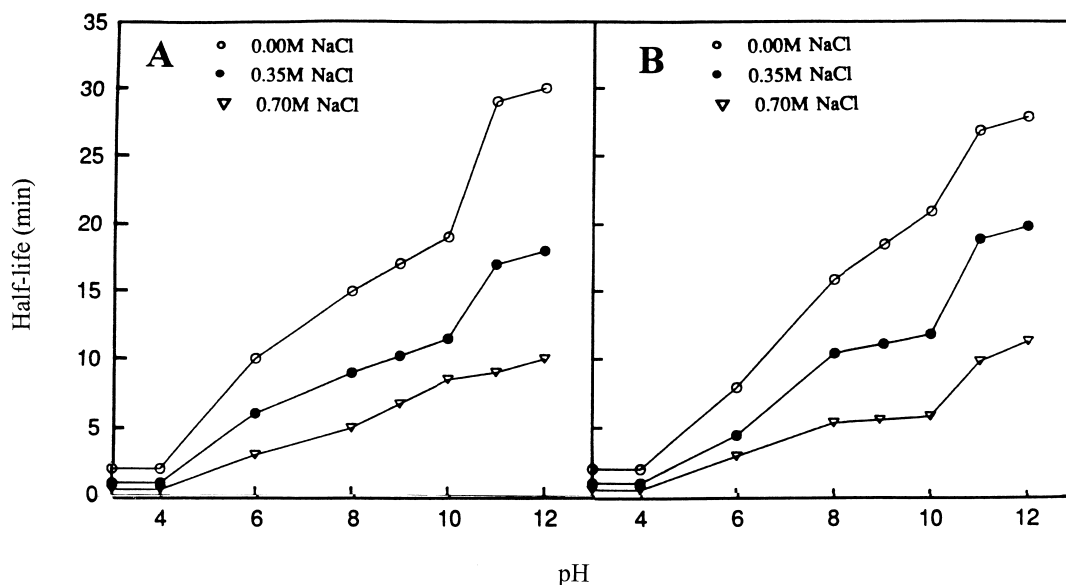 A
0.00M NaCl
0.35M NaCl
0.70M NaCl
B
0.00M NaCl
0.35M NaCl
0.70M NaCl
35
30
25
20
15
10
5
0
Half-life (min)
4 6 8 10 12
4 6 8 10 12
pH